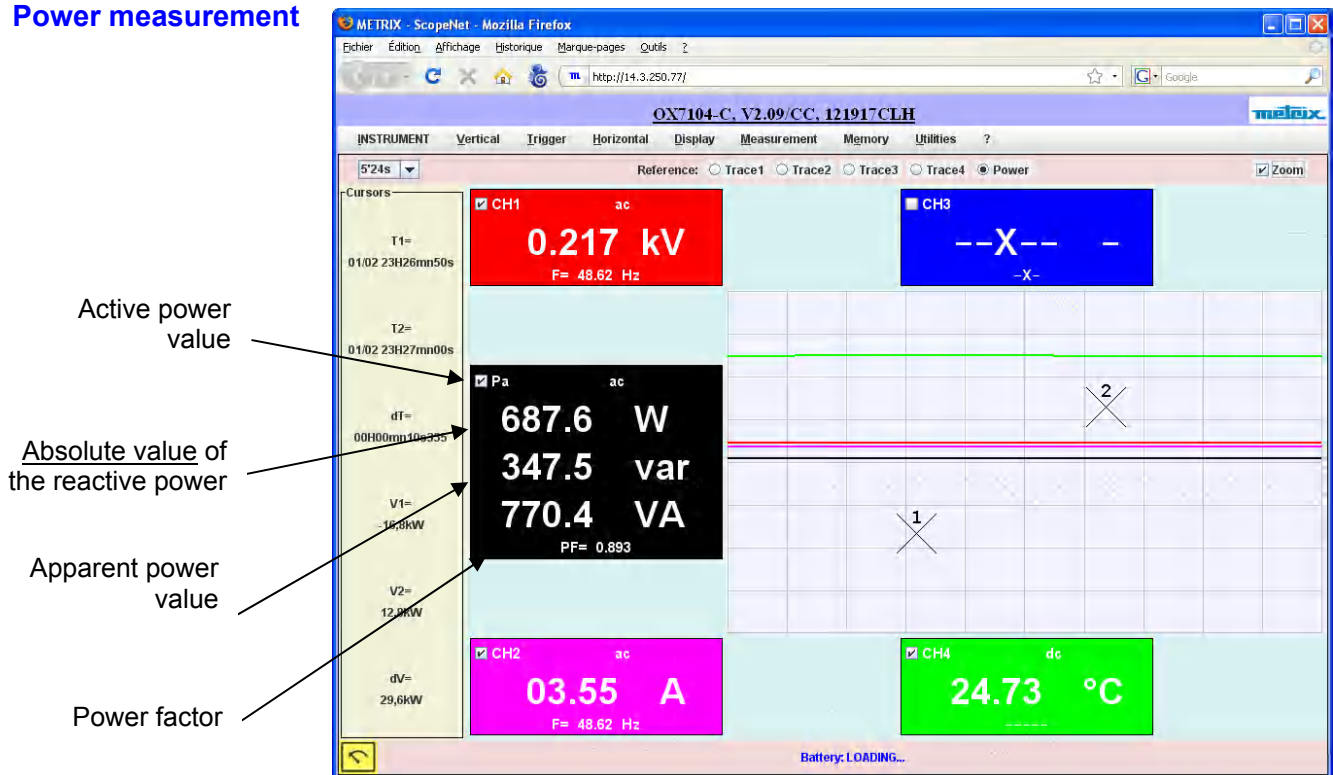 Power measurement
METRIX - ScopeNet - Mozilla Firefox
Eichier Édition Affichage Historique Marque-pages Outils ?
http://14.3.250.77/
Google
OX7104-C, V2.09/CC, 121917CLH
metrix
INSTRUMENT Vertical Trigger Horizontal Display Measurement Memory Utilities ?
5'24s Reference: Trace1 Trace2 Trace3 Trace4 Power Zoom
Cursors
T1=
01/02 23H26mn50s
T2=
01/02 23H27mn00s
dT=
00H00mn10s355
V1=
-16,8kW
V2=
12,8kW
dV=
29,6kW
CH1 ac
0.217 kV
F= 48.62 Hz
CH3
--X-- -
-X-
Pa ac
687.6 W
347.5 var
770.4 VA
PF= 0.893
2
1
CH2 ac
03.55 A
F= 48.62 Hz
CH4 dc
24.73 °C
-----
Battery: LOADING...
Active power
value
Absolute value of
the reactive power
Apparent power
value
Power factor